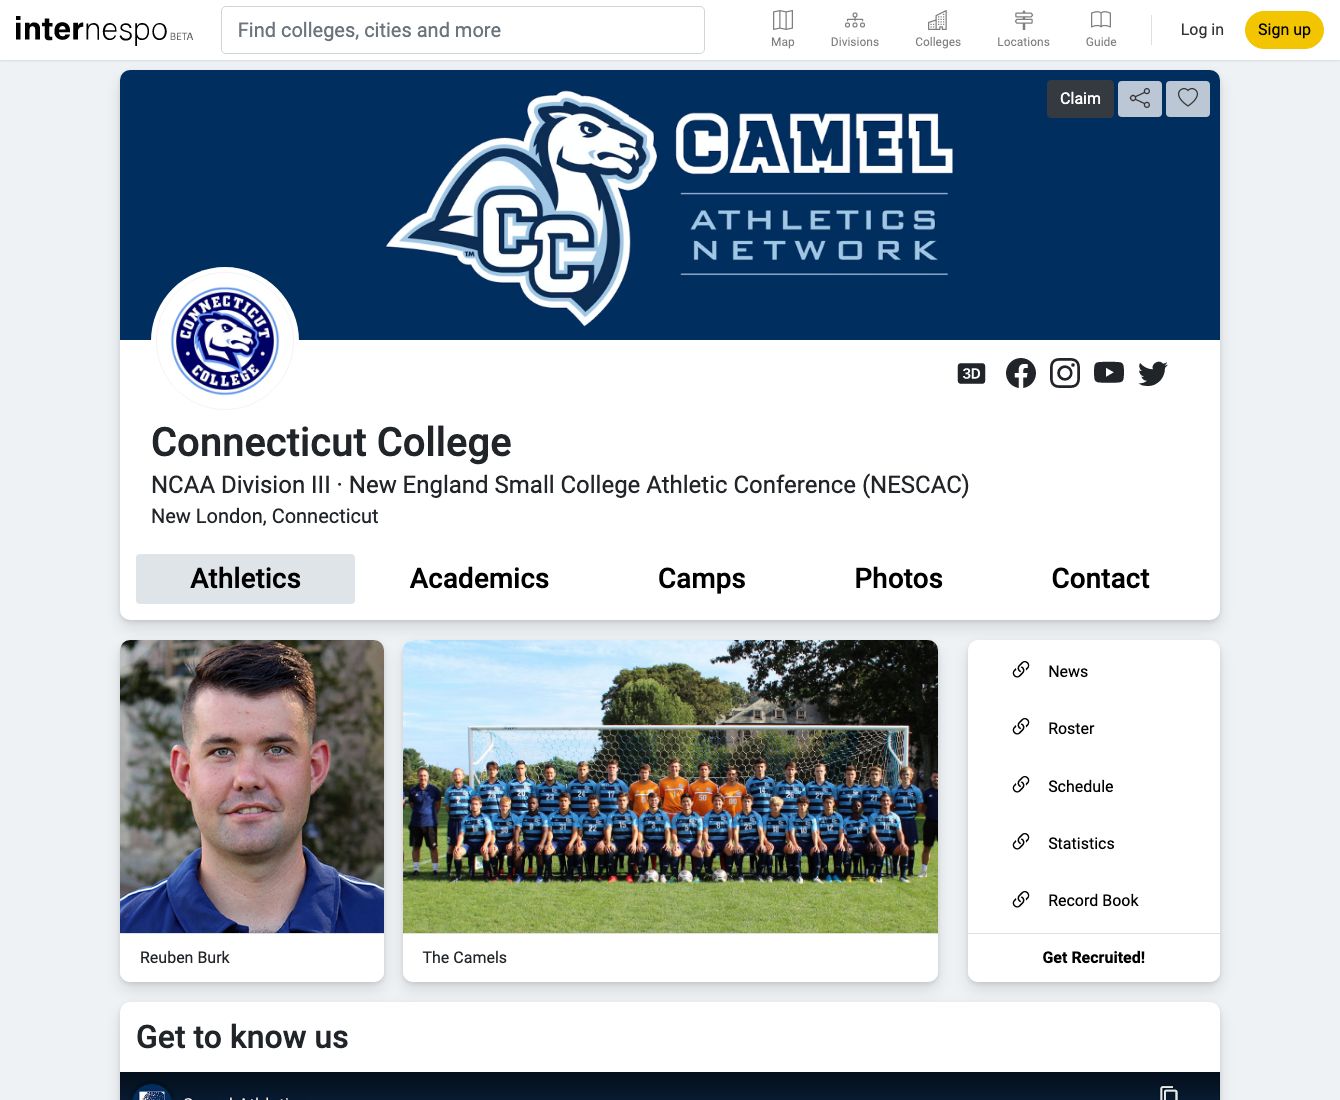 internespo BETA
Find colleges, cities and more
Map
Divisions
Colleges
Locations
Guide
Log in
Sign up
Claim
CAMEL
ATHLETICS
NETWORK
CC
TM
CONNECTICUT
COLLEGE
3D
Connecticut College
NCAA Division III · New England Small College Athletic Conference (NESCAC)
New London, Connecticut
Athletics
Academics
Camps
Photos
Contact
News
Roster
Schedule
Statistics
Record Book
Reuben Burk
The Camels
Get Recruited!
Get to know us